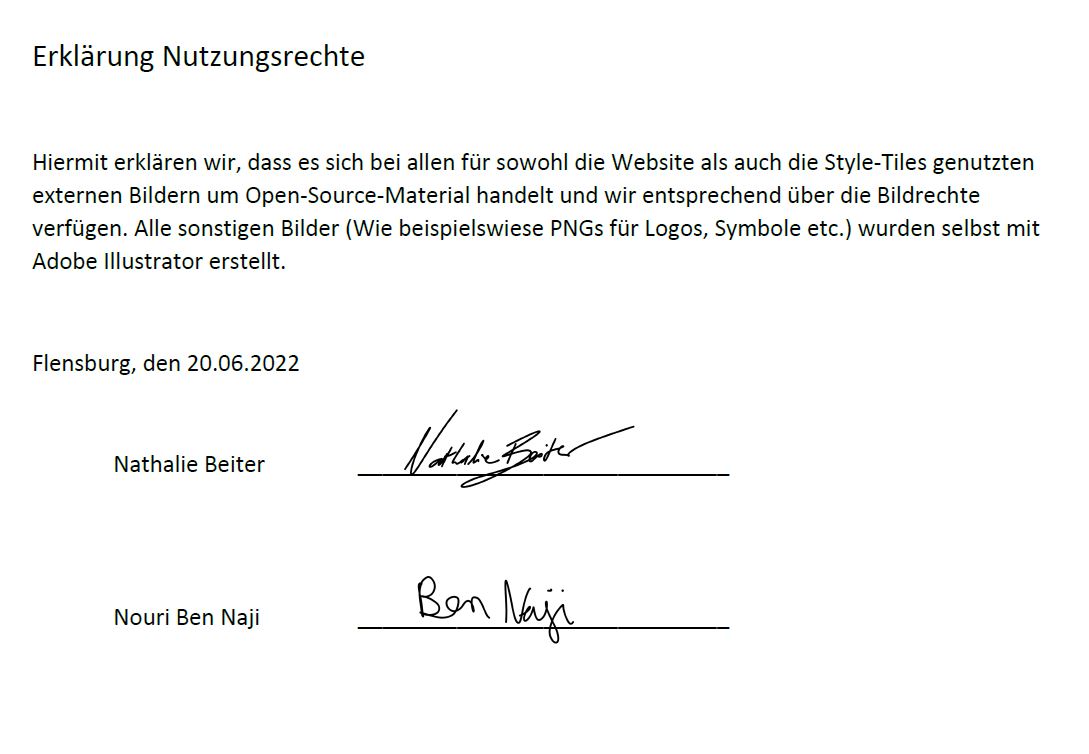 Erklärung Nutzungsrechte
Hiermit erklären wir, dass es sich bei allen für sowohl die Website als auch die Style-Tiles genutzten
externen Bildern um Open-Source-Material handelt und wir entsprechend über die Bildrechte
verfügen. Alle sonstigen Bilder (Wie beispielswiese PNGs für Logos, Symbole etc.) wurden selbst mit
Adobe Illustrator erstellt.
Flensburg, den 20.06.2022
Nathalie Beiter Nathalie Beiter
Nouri Ben Naji Ben Naji